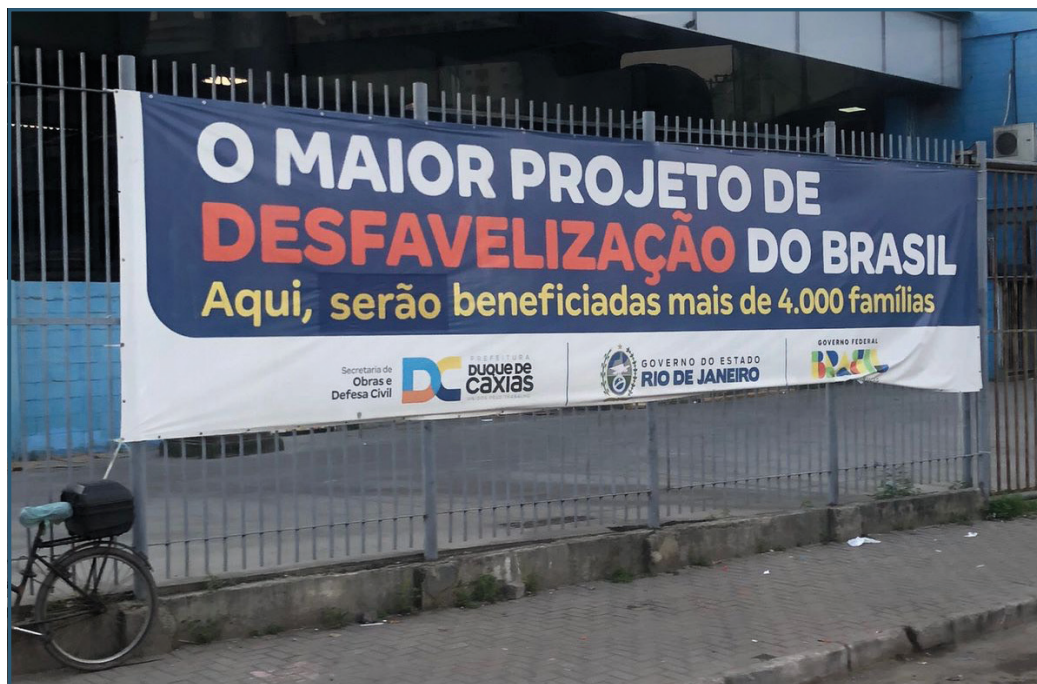 O MAIOR PROJETO DE
DESFAVELIZAÇÃO DO BRASIL
Aqui, serão beneficiadas mais de 4.000 famílias
Secretaria de
Obras e
Defesa Civil
DC
PREFEITURA
DUQUE DE
CAXIAS
GOVERNO DO ESTADO
RIO DE JANEIRO
GOVERNO FEDERAL
BRASIL